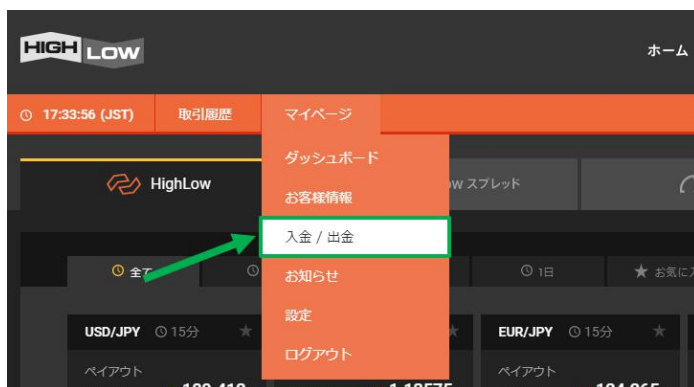 HIGH LOW
ホーム
17:33:56 (JST) 取引履歴 マイページ
ダッシュボード
お客様情報
入金 / 出金
お知らせ
設定
ログアウト
HighLow
スプレッド
1日
USD/JPY 15分
EUR/JPY 15分
ペイアウト
ペイアウト